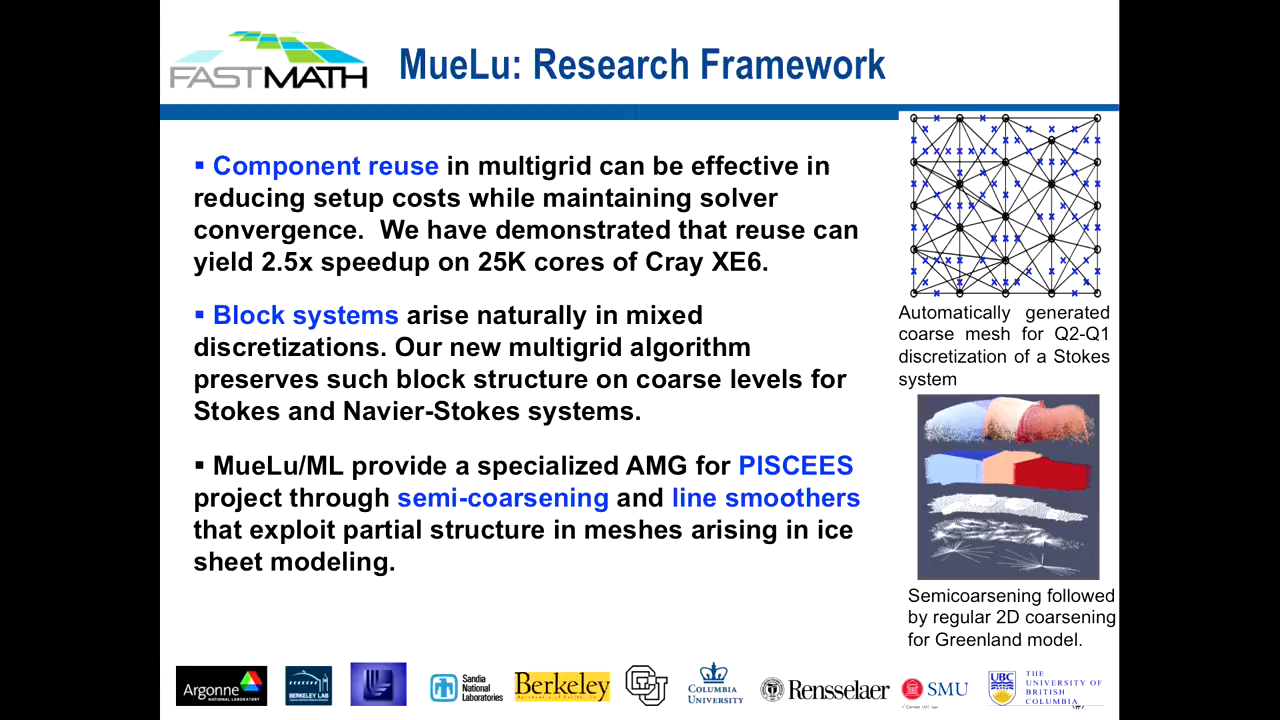 FASTMATH
MueLu: Research Framework
▪ Component reuse in multigrid can be effective in
reducing setup costs while maintaining solver
convergence. We have demonstrated that reuse can
yield 2.5x speedup on 25K cores of Cray XE6.
▪ Block systems arise naturally in mixed
discretizations. Our new multigrid algorithm
preserves such block structure on coarse levels for
Stokes and Navier-Stokes systems.
▪ MueLu/ML provide a specialized AMG for PISCEES
project through semi-coarsening and line smoothers
that exploit partial structure in meshes arising in ice
sheet modeling.
Automatically generated
coarse mesh for Q2-Q1
discretization of a Stokes
system
Semicoarsening followed
by regular 2D coarsening
for Greenland model.
Argonne
NATIONAL LABORATORY
BERKELEY LAB
Sandia
National
Laboratories
Berkeley
CU
COLUMBIA
UNIVERSITY
Rensselaer
SMU
UBC
THE
UNIVERSITY OF
BRITISH
COLUMBIA